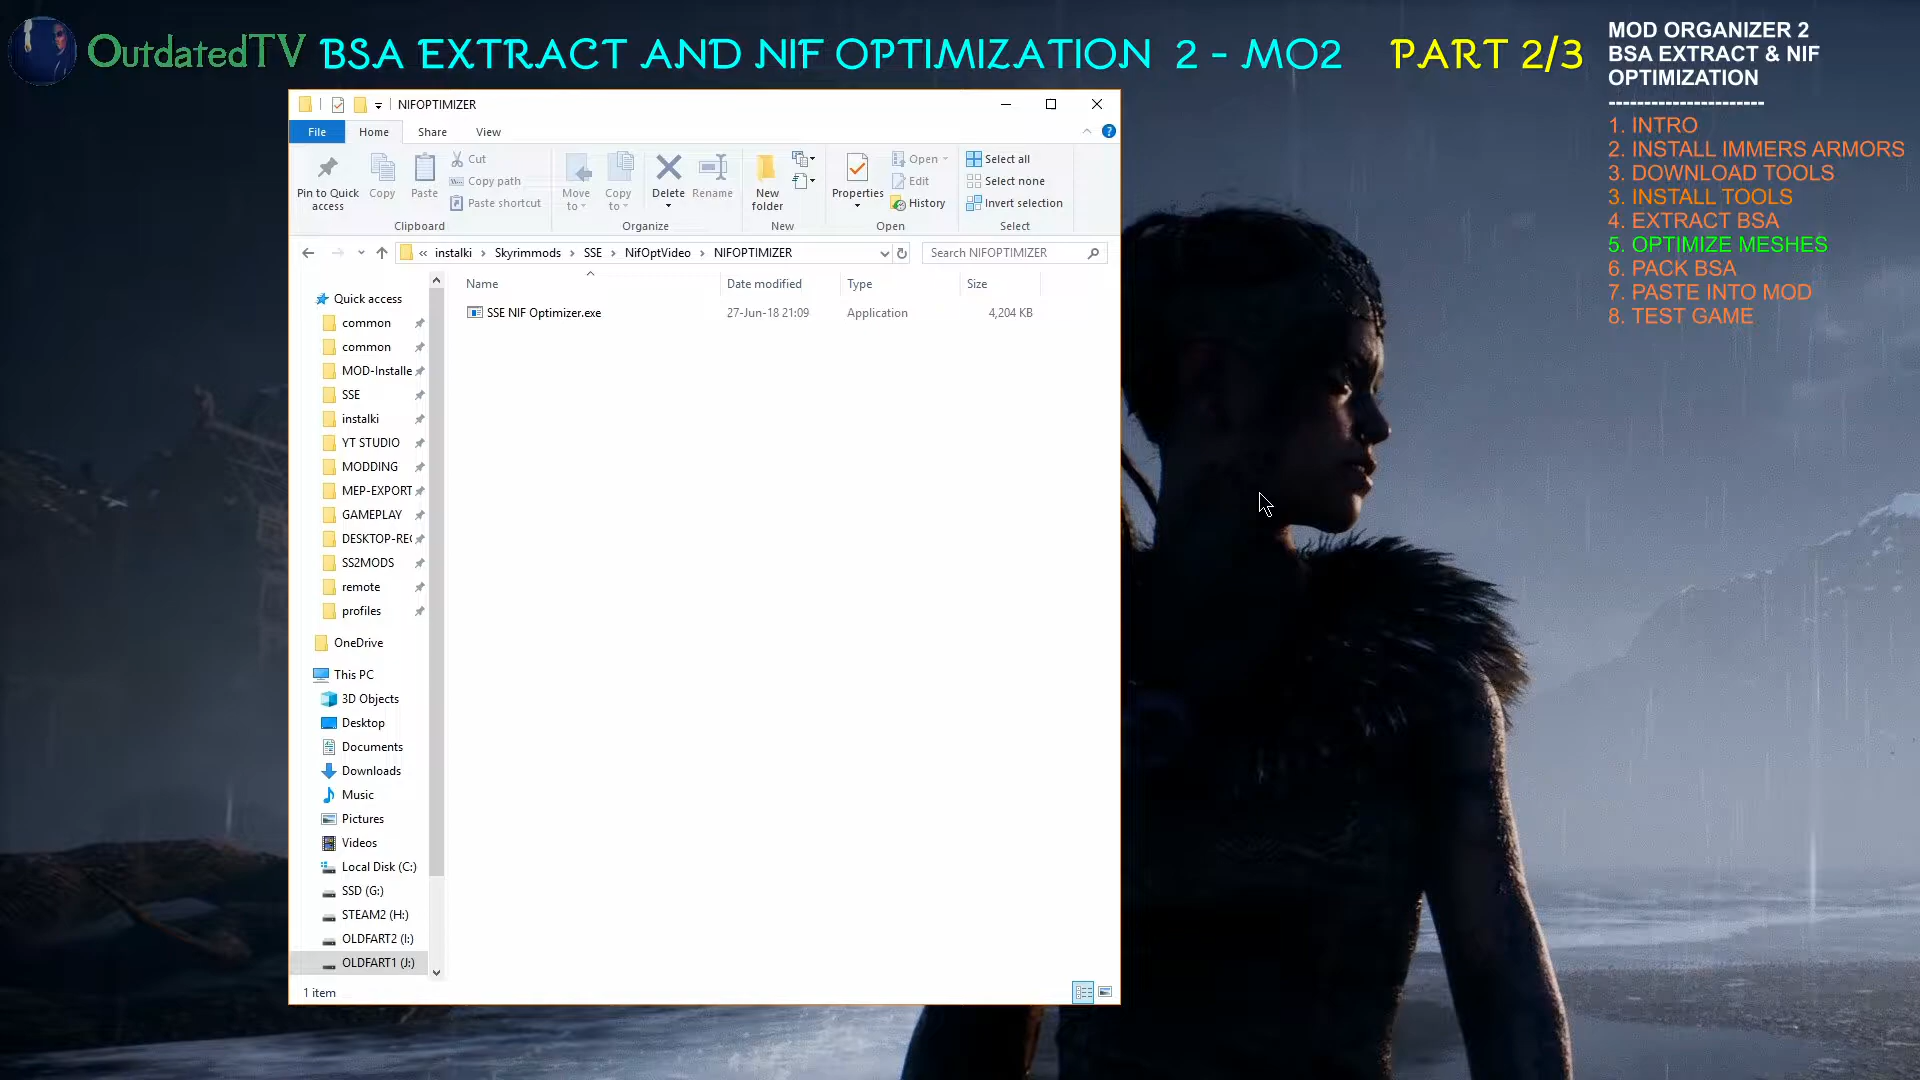 OutdatedTV BSA EXTRACT AND NIF OPTIMIZATION 2 - MO2 PART 2/3
MOD ORGANIZER 2
BSA EXTRACT & NIF
OPTIMIZATION
----------------------
1. INTRO
2. INSTALL IMMERS ARMORS
3. DOWNLOAD TOOLS
3. INSTALL TOOLS
4. EXTRACT BSA
5. OPTIMIZE MESHES
6. PACK BSA
7. PASTE INTO MOD
8. TEST GAME
NIFOPTIMIZER
File Home Share View
Pin to Quick access
Copy
Paste
Cut
Copy path
Paste shortcut
Clipboard
Move to
Copy to
Delete
Rename
Organize
New folder
New
Properties
Open
Edit
History
Open
Select all
Select none
Invert selection
Select
« instalki › Skyrimmods › SSE › NifOptVideo › NIFOPTIMIZER
Search NIFOPTIMIZER
Name Date modified Type Size
SSE NIF Optimizer.exe 27-Jun-18 21:09 Application 4,204 KB
Quick access
common
common
MOD-Installe
SSE
instalki
YT STUDIO
MODDING
MEP-EXPORT
GAMEPLAY
DESKTOP-REC
SS2MODS
remote
profiles
OneDrive
This PC
3D Objects
Desktop
Documents
Downloads
Music
Pictures
Videos
Local Disk (C:)
SSD (G:)
STEAM2 (H:)
OLDFART2 (I:)
OLDFART1 (J:)
1 item